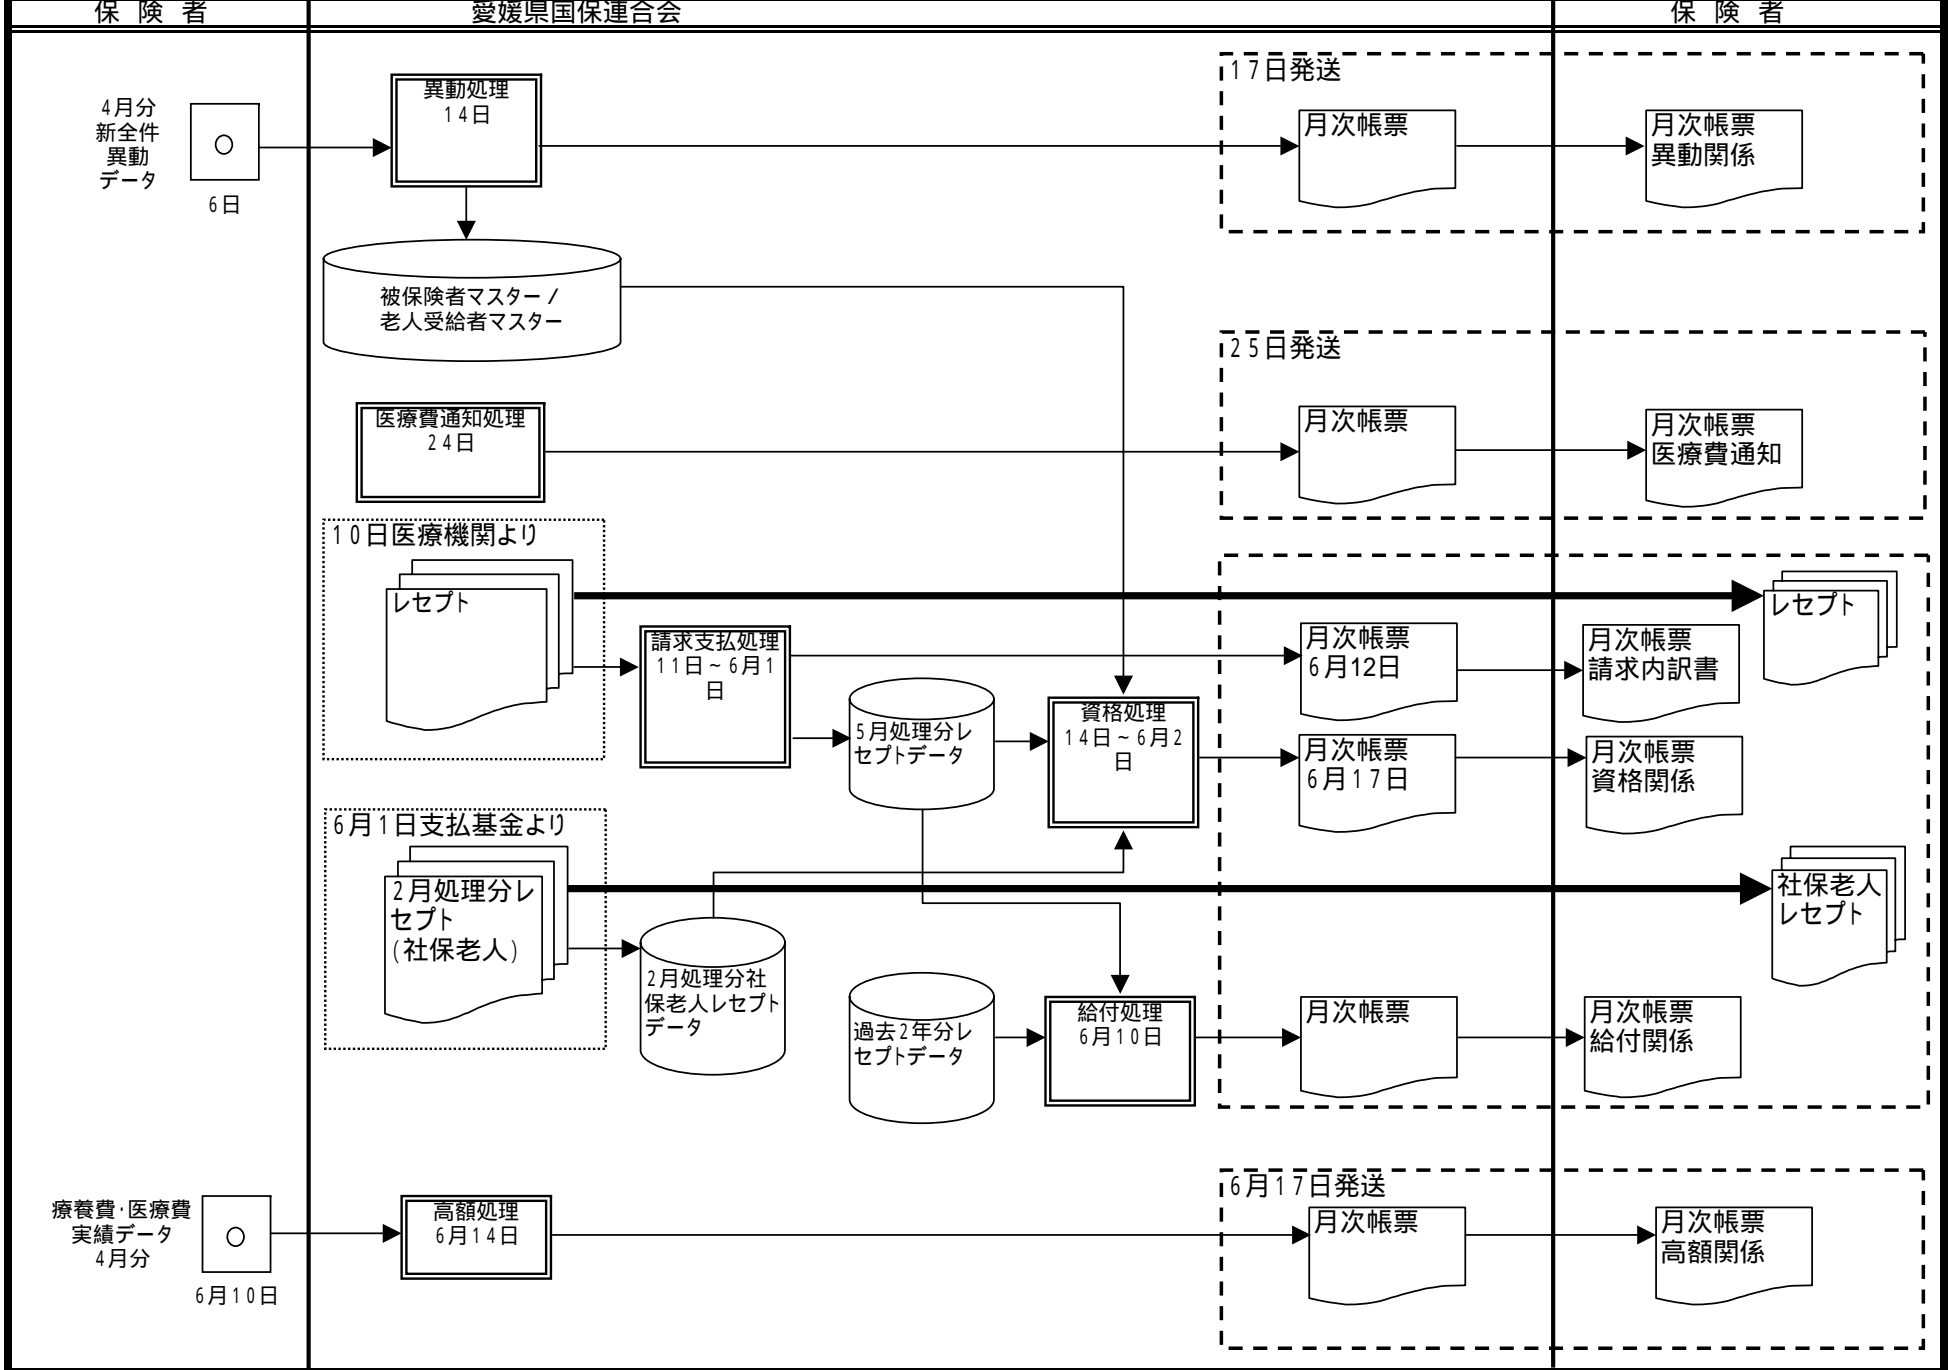 保 険 者
愛媛県国保連合会
保 険 者
4月分
新全件
異動
データ
6日
異動処理
14日
17日発送
月次帳票
月次帳票
異動関係
被保険者マスター／
老人受給者マスター
25日発送
医療費通知処理
24日
月次帳票
月次帳票
医療費通知
10日医療機関より
レセプト
レセプト
請求支払処理
11日～6月1
日
月次帳票
6月12日
月次帳票
請求内訳書
5月処理分レ
セプトデータ
資格処理
14日～6月2
日
月次帳票
6月17日
月次帳票
資格関係
6月1日支払基金より
2月処理分レ
セプト
(社保老人)
社保老人
レセプト
2月処理分社
保老人レセプト
データ
過去2年分レ
セプトデータ
給付処理
6月10日
月次帳票
月次帳票
給付関係
療養費･医療費
実績データ
4月分
6月10日
高額処理
6月14日
6月17日発送
月次帳票
月次帳票
高額関係